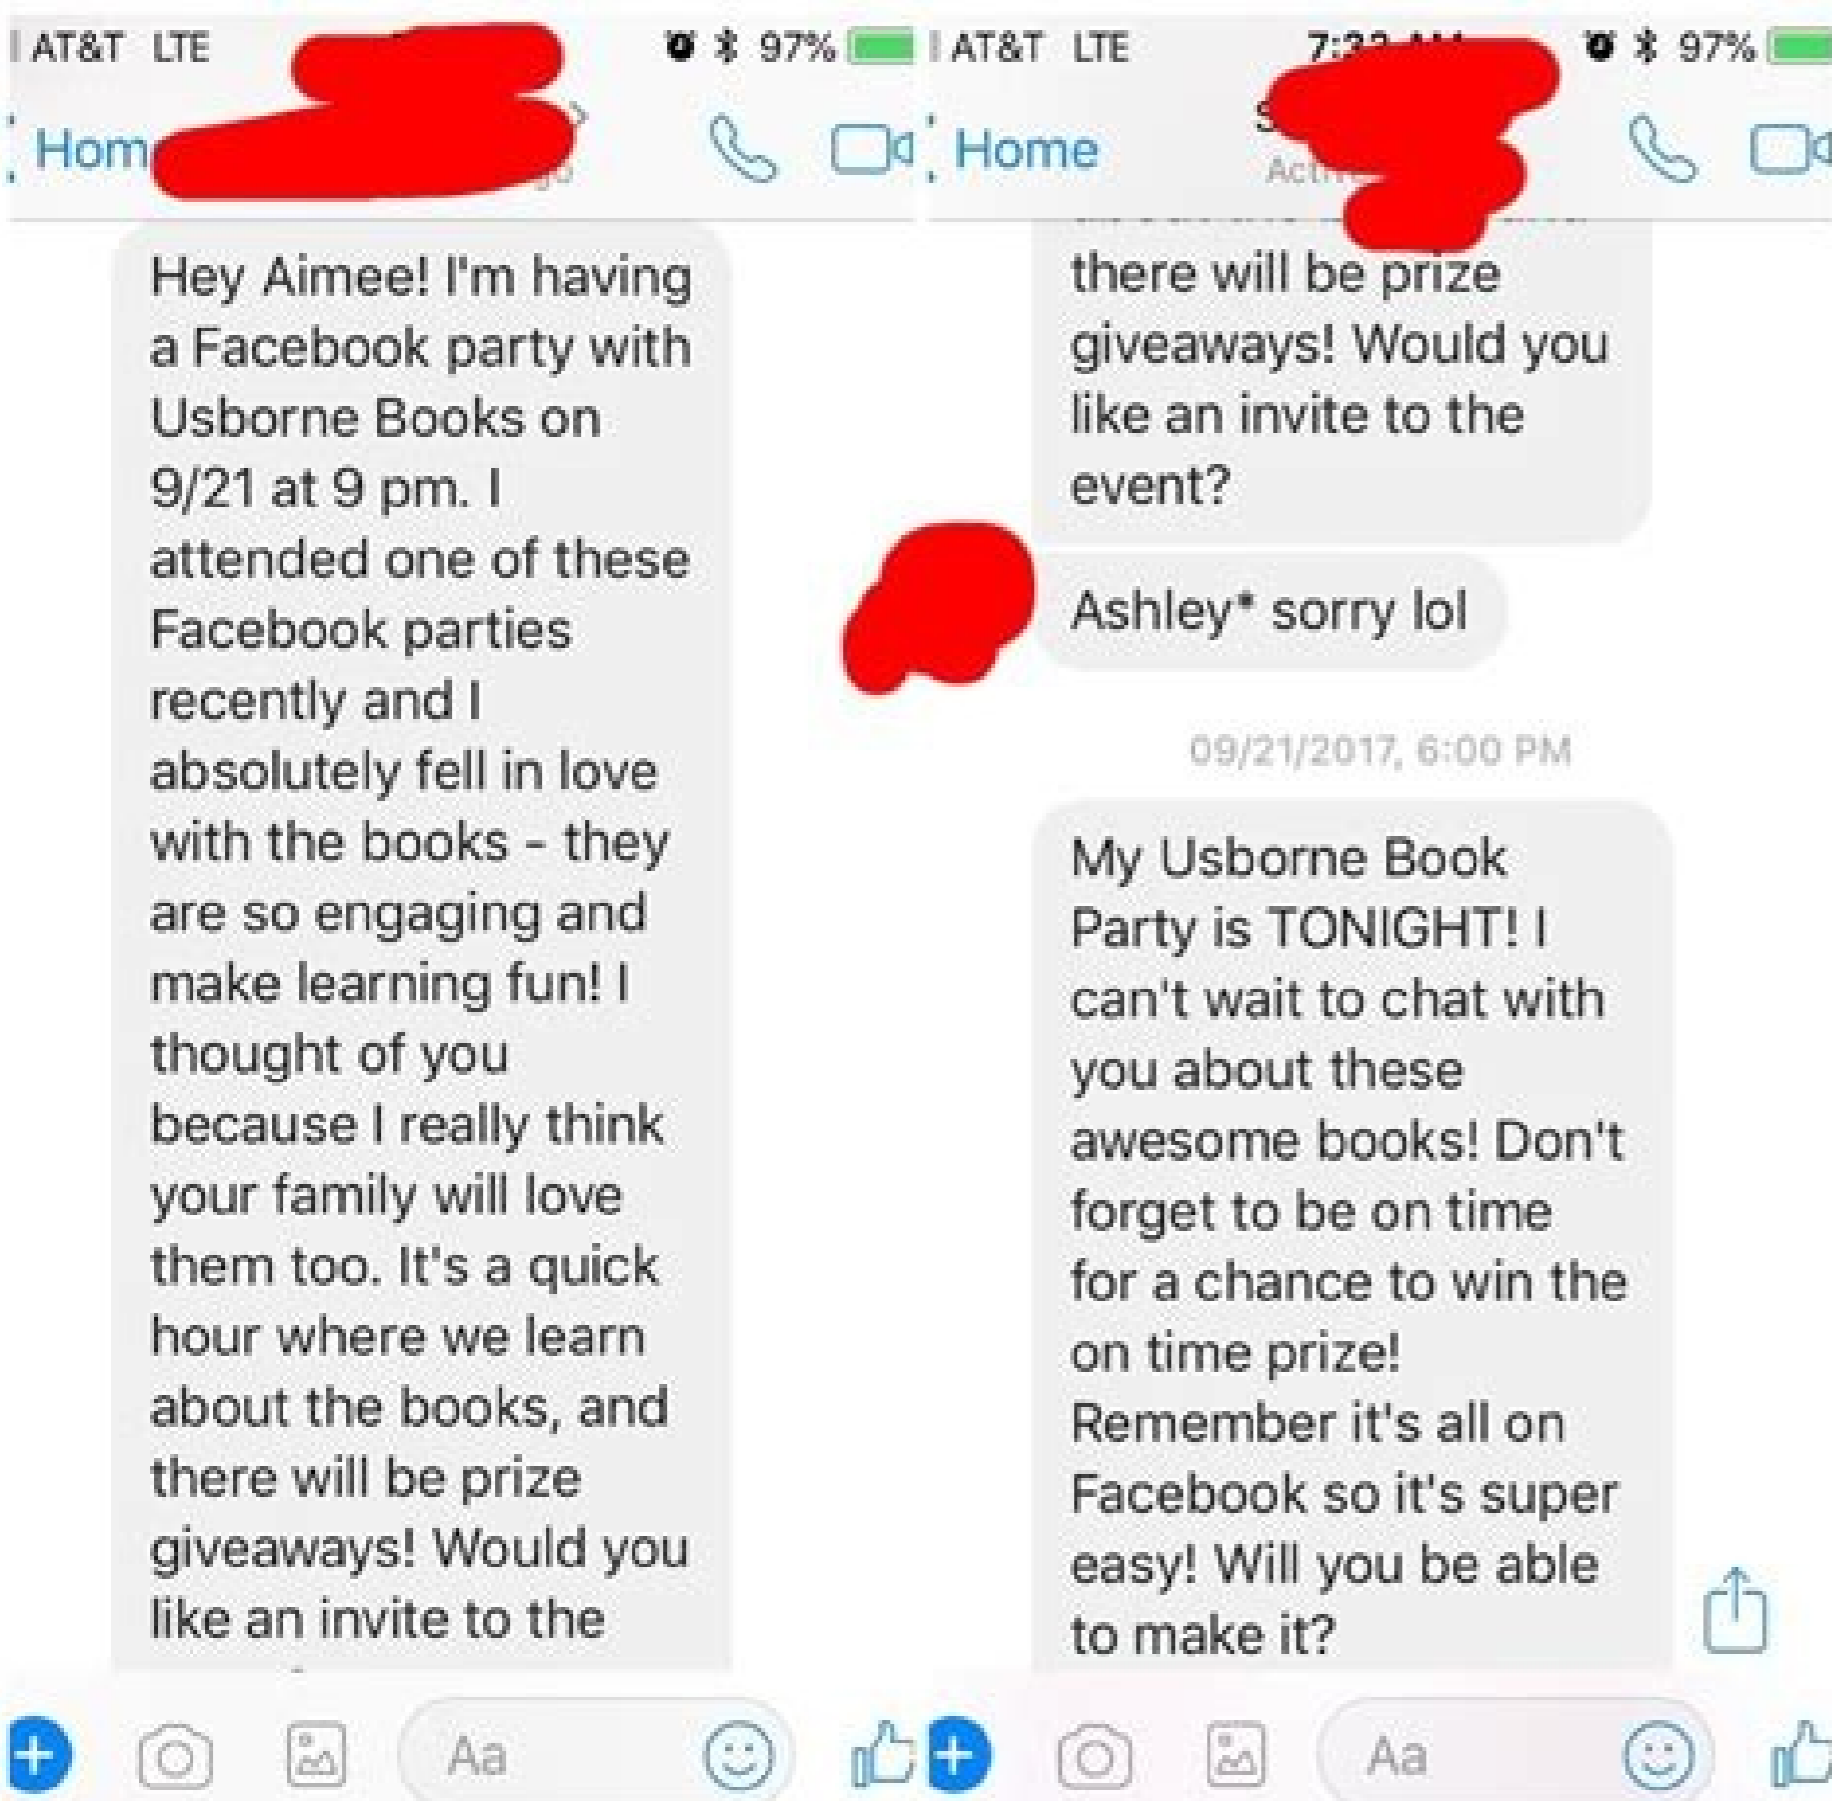 AT&T LTE
97%
Hom
Hey Aimee! I'm having
a Facebook party with
Usborne Books on
9/21 at 9 pm. I
attended one of these
Facebook parties
recently and I
absolutely fell in love
with the books - they
are so engaging and
make learning fun! I
thought of you
because I really think
your family will love
them too. It's a quick
hour where we learn
about the books, and
there will be prize
giveaways! Would you
like an invite to the
Aa
AT&T LTE
97%
Home
there will be prize
giveaways! Would you
like an invite to the
event?
Ashley* sorry lol
09/21/2017, 6:00 PM
My Usborne Book
Party is TONIGHT! I
can't wait to chat with
you about these
awesome books! Don't
forget to be on time
for a chance to win the
on time prize!
Remember it's all on
Facebook so it's super
easy! Will you be able
to make it?
Aa